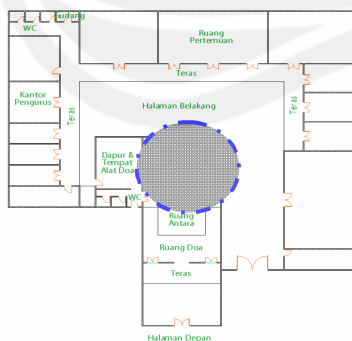 Gudang
WC
Ruang
Pertemuan
Teras
Kantor
Pengurus
Halaman Belakang
Teras
Teras
Dapur &
Tempat
Alat Doa
WC
Ruang
Antara
Ruang Doa
Teras
Halaman Depan